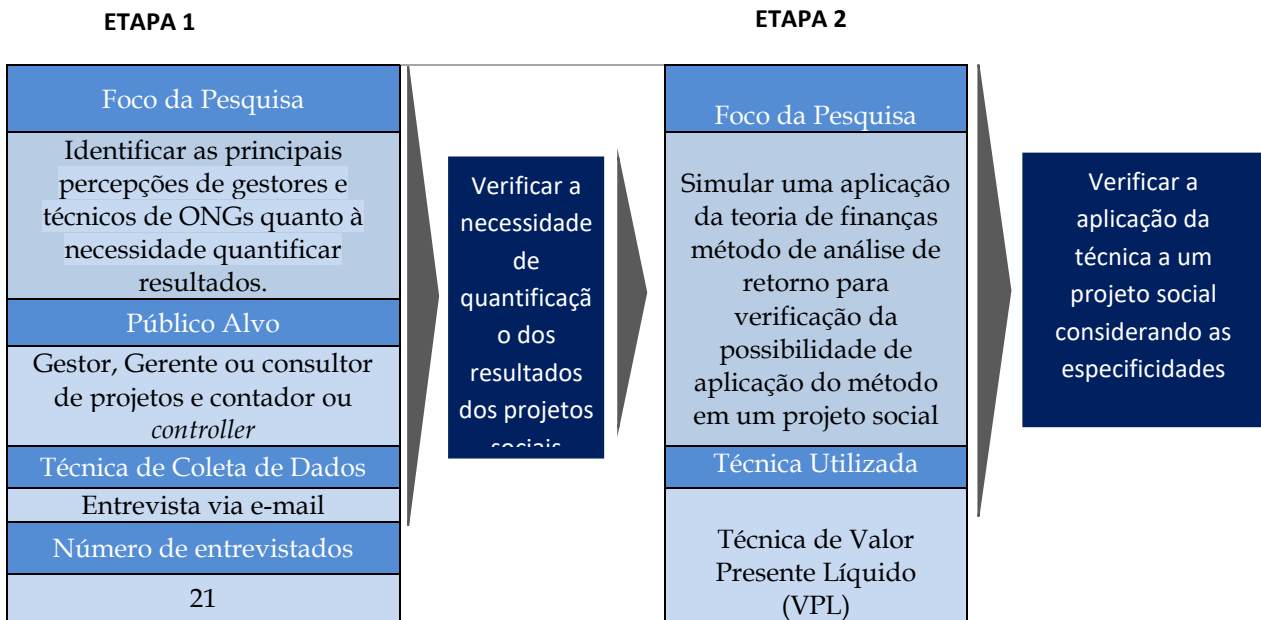 ETAPA 1
Foco da Pesquisa
Identificar as principais
percepções de gestores e
técnicos de ONGs quanto à
necessidade quantificar
resultados.
Público Alvo
Gestor, Gerente ou consultor
de projetos e contador ou
controller
Técnica de Coleta de Dados
Entrevista via e-mail
Número de entrevistados
21
Verificar a
necessidade
de
quantificaçã
o dos
resultados
dos projetos
sociais
ETAPA 2
Foco da Pesquisa
Simular uma aplicação
da teoria de finanças
método de análise de
retorno para
verificação da
possibilidade de
aplicação do método
em um projeto social
Técnica Utilizada
Técnica de Valor
Presente Líquido
(VPL)
Verificar a
aplicação da
técnica a um
projeto social
considerando as
especificidades